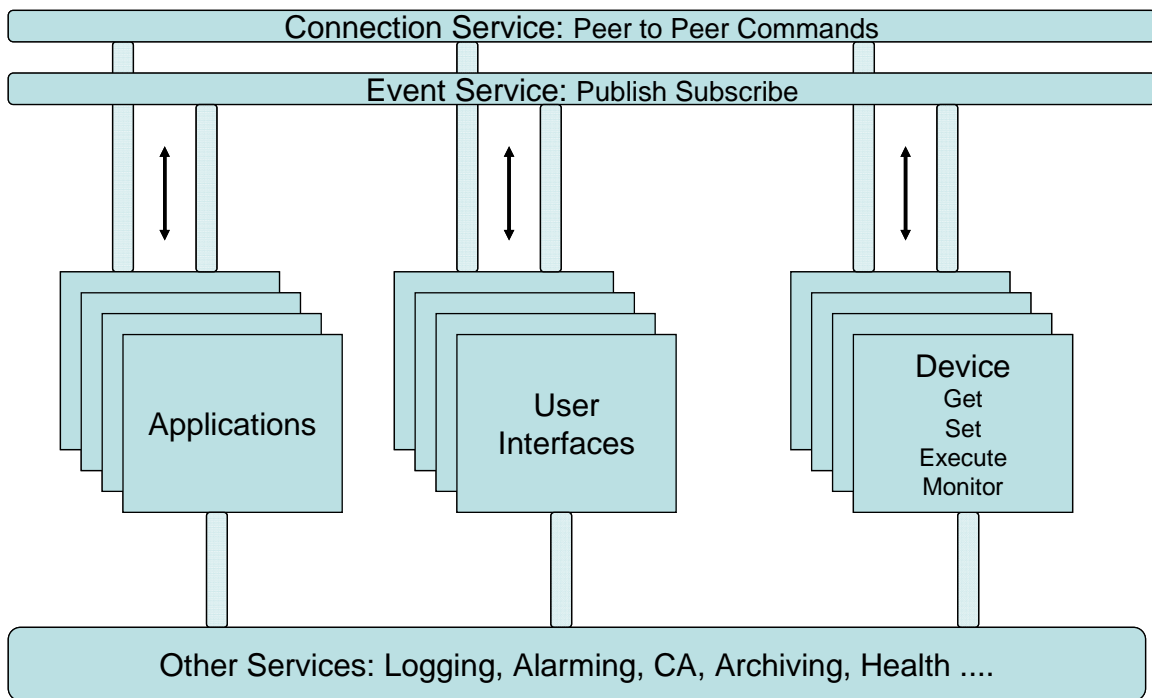 Connection Service: Peer to Peer Commands
Event Service: Publish Subscribe
Applications
User
Interfaces
Device
Get
Set
Execute
Monitor
Other Services: Logging, Alarming, CA, Archiving, Health ....